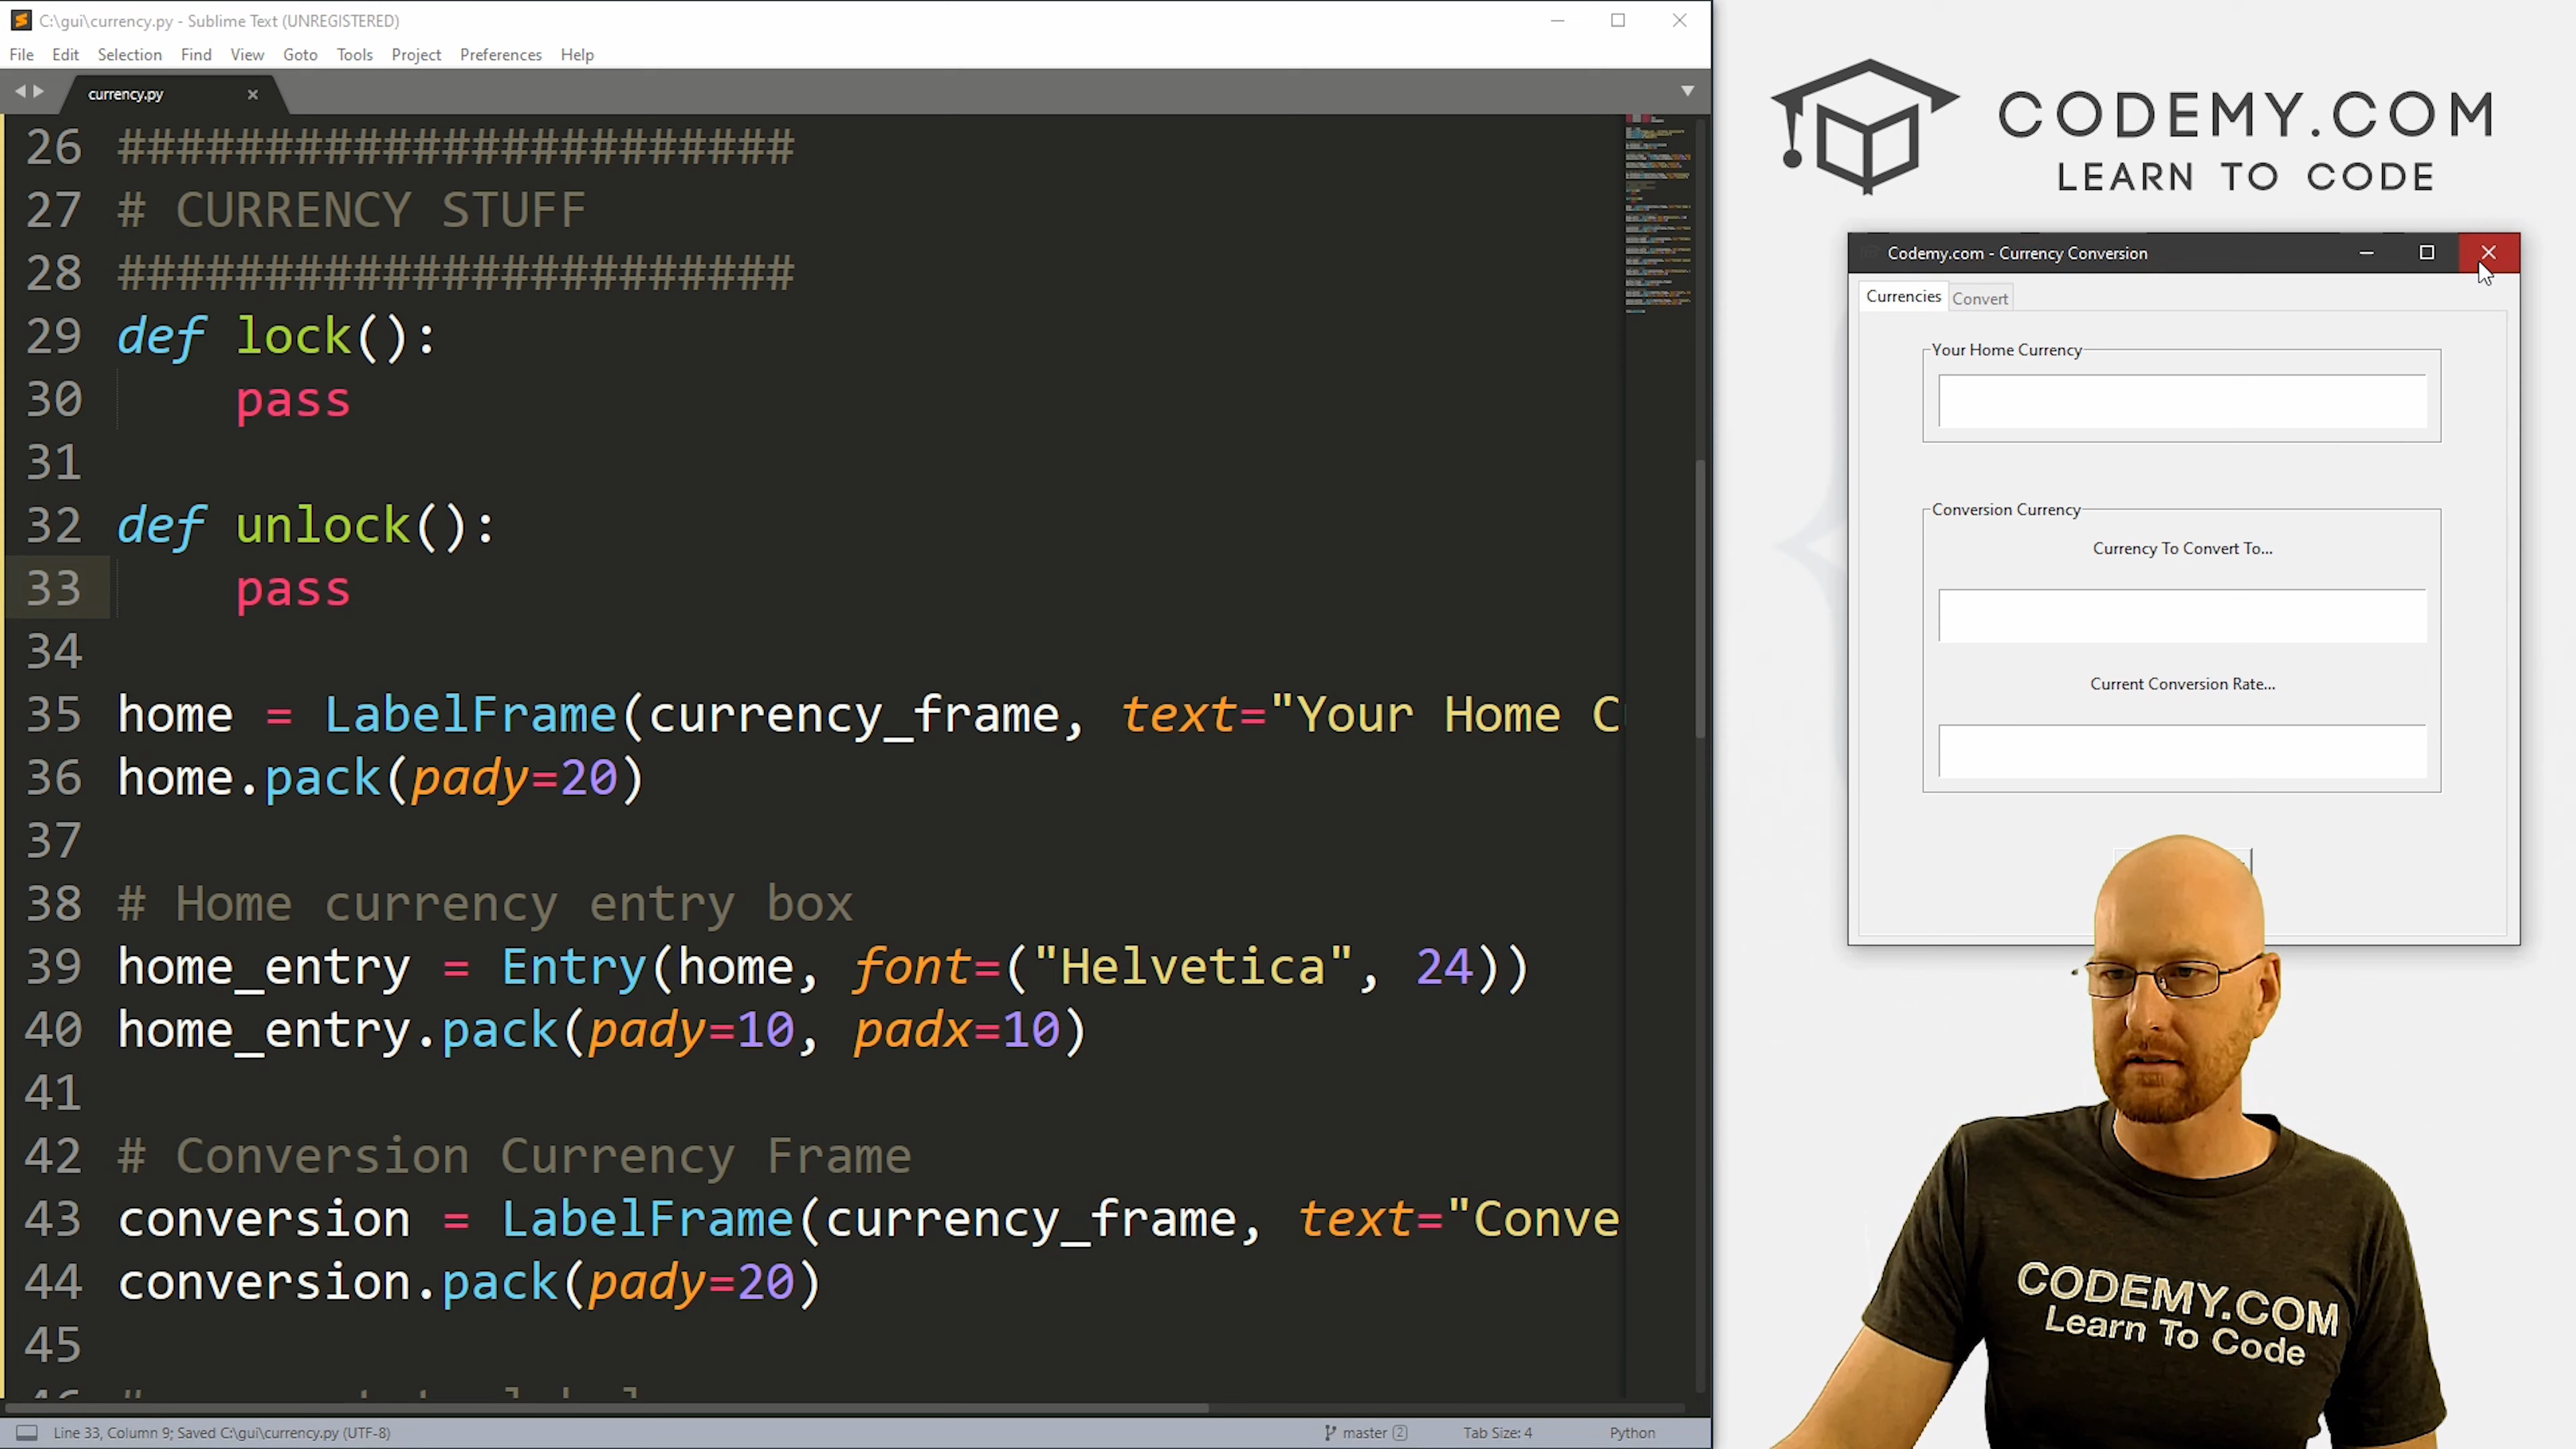 C:\gui\currency.py - Sublime Text (UNREGISTERED)
File Edit Selection Find View Goto Tools Project Preferences Help
currency.py
26 #######################
27 # CURRENCY STUFF
28 #######################
29 def lock():
30 pass
31
32 def unlock():
33 pass
34
35 home = LabelFrame(currency_frame, text="Your Home C
36 home.pack(pady=20)
37
38 # Home currency entry box
39 home_entry = Entry(home, font=("Helvetica", 24))
40 home_entry.pack(pady=10, padx=10)
41
42 # Conversion Currency Frame
43 conversion = LabelFrame(currency_frame, text="Conve
44 conversion.pack(pady=20)
45
Line 33, Column 9; Saved C:\gui\currency.py (UTF-8)
master 2
Tab Size: 4
Python
CODEMY.COM
LEARN TO CODE
Codemy.com - Currency Conversion
Currencies Convert
Your Home Currency
Conversion Currency
Currency To Convert To...
Current Conversion Rate...
CODEMY.COM
Learn To Code